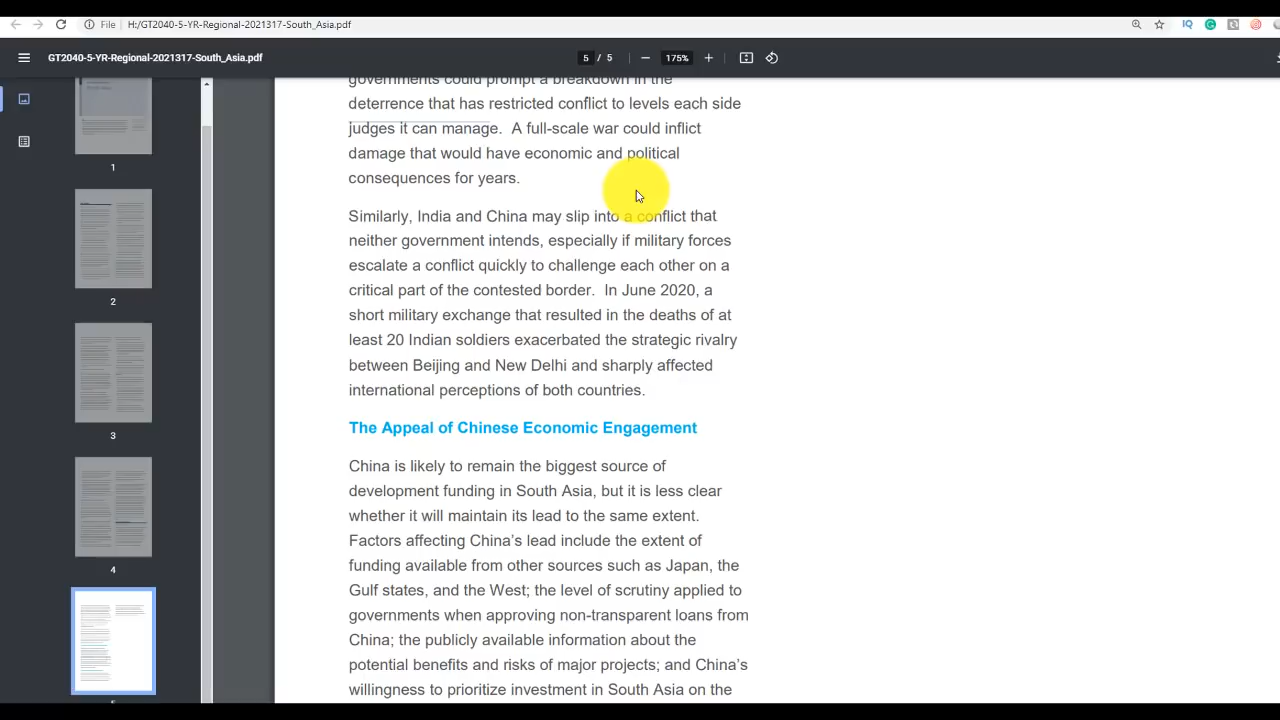 File
H:/GT2040-5-YR-Regional-2021317-South_Asia.pdf
GT2040-5-YR-Regional-2021317-South_Asia.pdf
5 / 5
175%
1
2
3
4
governments could prompt a breakdown in the
deterrence that has restricted conflict to levels each side
judges it can manage.  A full-scale war could inflict
damage that would have economic and political
consequences for years.
Similarly, India and China may slip into a conflict that
neither government intends, especially if military forces
escalate a conflict quickly to challenge each other on a
critical part of the contested border.  In June 2020, a
short military exchange that resulted in the deaths of at
least 20 Indian soldiers exacerbated the strategic rivalry
between Beijing and New Delhi and sharply affected
international perceptions of both countries.
The Appeal of Chinese Economic Engagement
China is likely to remain the biggest source of
development funding in South Asia, but it is less clear
whether it will maintain its lead to the same extent.
Factors affecting China’s lead include the extent of
funding available from other sources such as Japan, the
Gulf states, and the West; the level of scrutiny applied to
governments when approving non-transparent loans from
China; the publicly available information about the
potential benefits and risks of major projects; and China’s
willingness to prioritize investment in South Asia on the